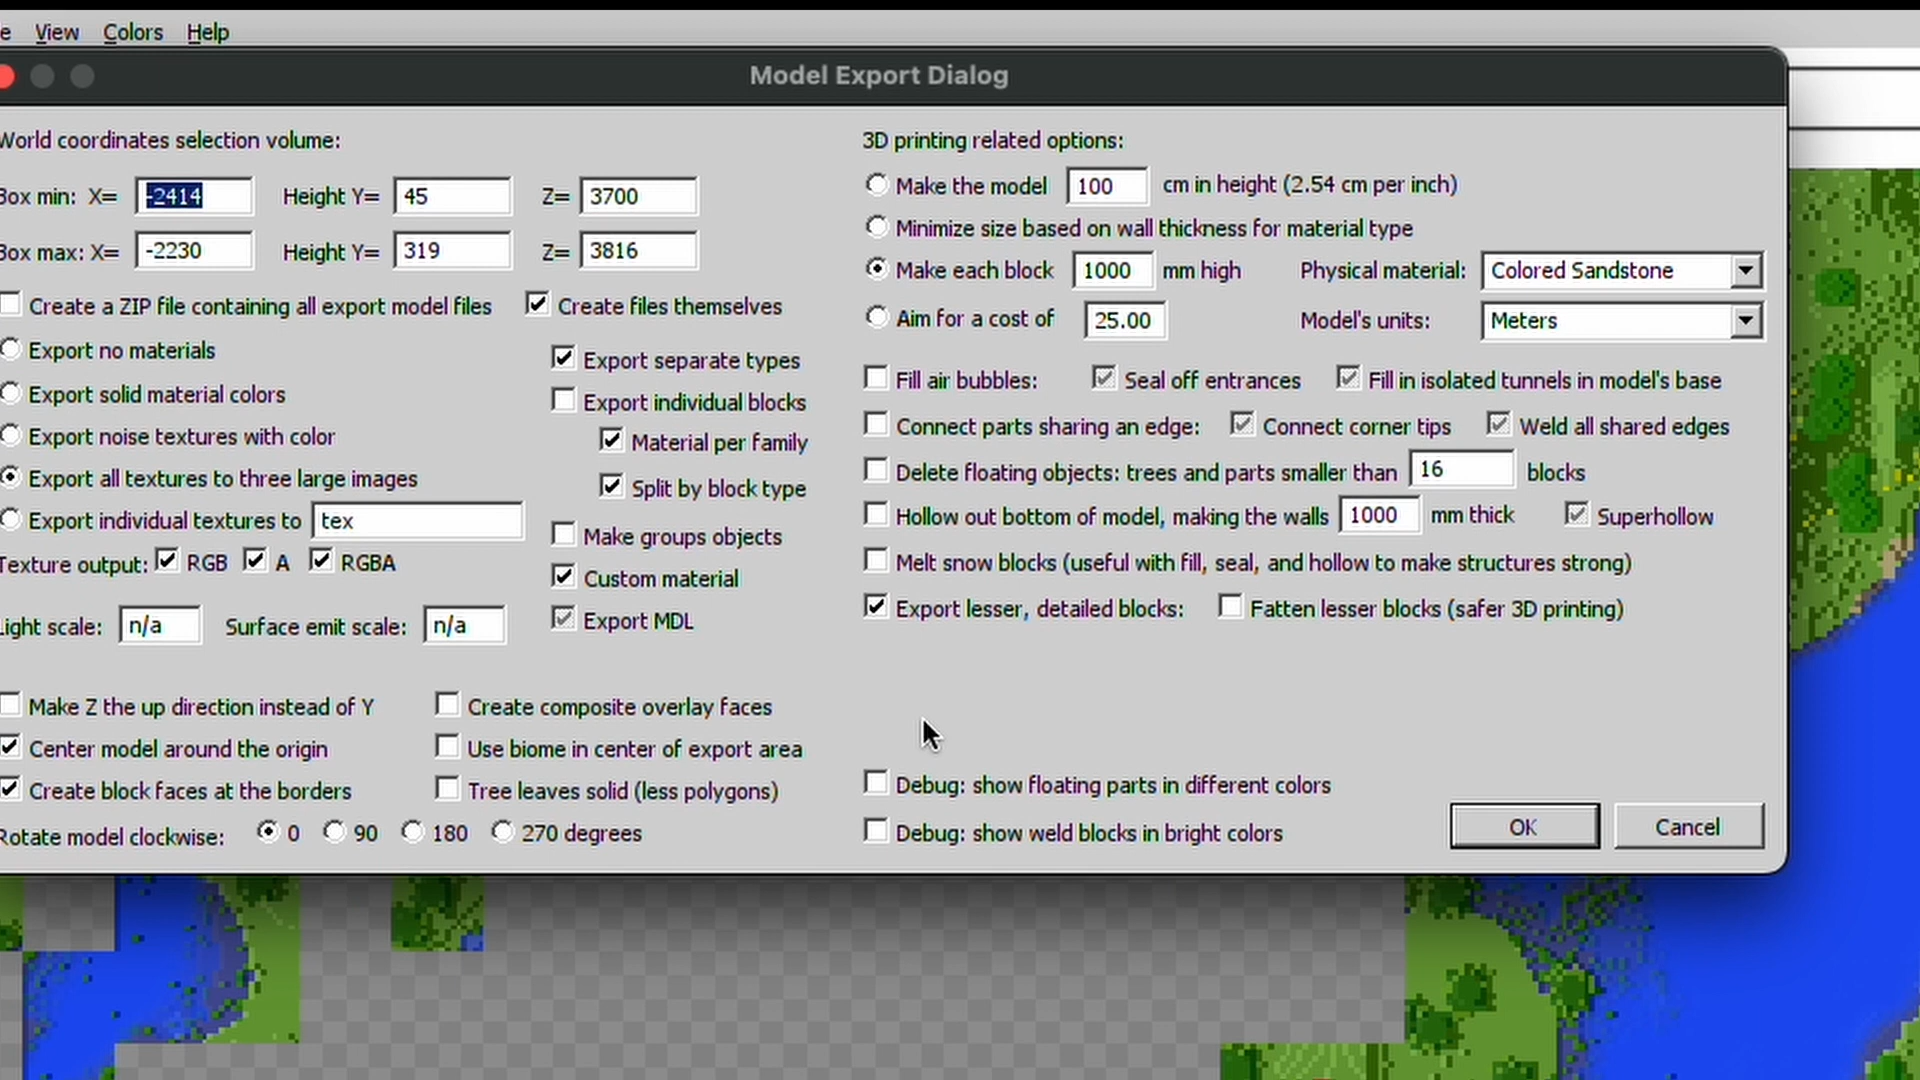 e View Colors Help
Model Export Dialog
World coordinates selection volume:
Box min: X= -2414 Height Y= 45 Z= 3700
Box max: X= -2230 Height Y= 319 Z= 3816
Create a ZIP file containing all export model files Create files themselves
Export no materials
Export separate types
Export solid material colors
Export individual blocks
Export noise textures with color
Material per family
Export all textures to three large images
Split by block type
Export individual textures to tex
Make groups objects
Texture output: RGB A RGBA
Custom material
Light scale: n/a Surface emit scale: n/a
Export MDL
Make Z the up direction instead of Y Create composite overlay faces
Center model around the origin Use biome in center of export area
Create block faces at the borders Tree leaves solid (less polygons)
Rotate model clockwise: 0 90 180 270 degrees
3D printing related options:
Make the model 100 cm in height (2.54 cm per inch)
Minimize size based on wall thickness for material type
Make each block 1000 mm high Physical material: Colored Sandstone
Aim for a cost of 25.00 Model's units: Meters
Fill air bubbles: Seal off entrances Fill in isolated tunnels in model's base
Connect parts sharing an edge: Connect corner tips Weld all shared edges
Delete floating objects: trees and parts smaller than 16 blocks
Hollow out bottom of model, making the walls 1000 mm thick Superhollow
Melt snow blocks (useful with fill, seal, and hollow to make structures strong)
Export lesser, detailed blocks: Fatten lesser blocks (safer 3D printing)
Debug: show floating parts in different colors
Debug: show weld blocks in bright colors
OK Cancel